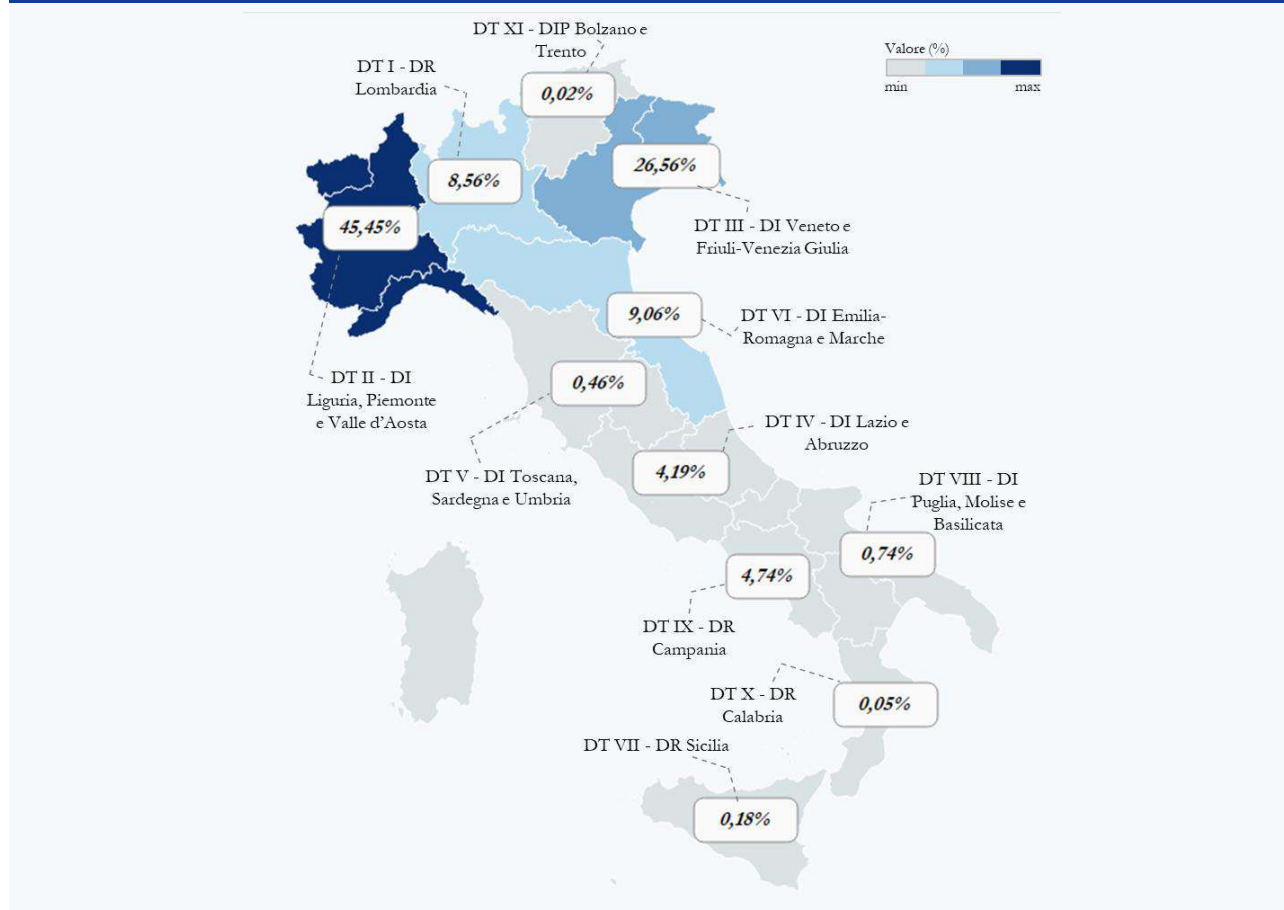 DT XI - DIP Bolzano e
Trento
Valore (%)
min
max
DT I - DR
Lombardia
0,02%
26,56%
8,56%
45,45%
DT III - DI Veneto e
Friuli-Venezia Giulia
9,06%
DT VI - DI Emilia-
Romagna e Marche
DT II - DI
Liguria, Piemonte
e Valle d'Aosta
0,46%
DT IV - DI Lazio e
Abruzzo
DT V - DI Toscana,
Sardegna e Umbria
4,19%
DT VIII - DI
Puglia, Molise e
Basilicata
0,74%
4,74%
DT IX - DR
Campania
DT X - DR
Calabria
0,05%
DT VII - DR Sicilia
0,18%